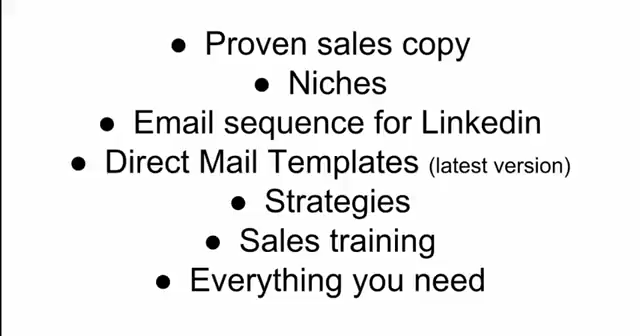 ● Proven sales copy
● Niches
● Email sequence for Linkedin
● Direct Mail Templates (latest version)
● Strategies
● Sales training
● Everything you need